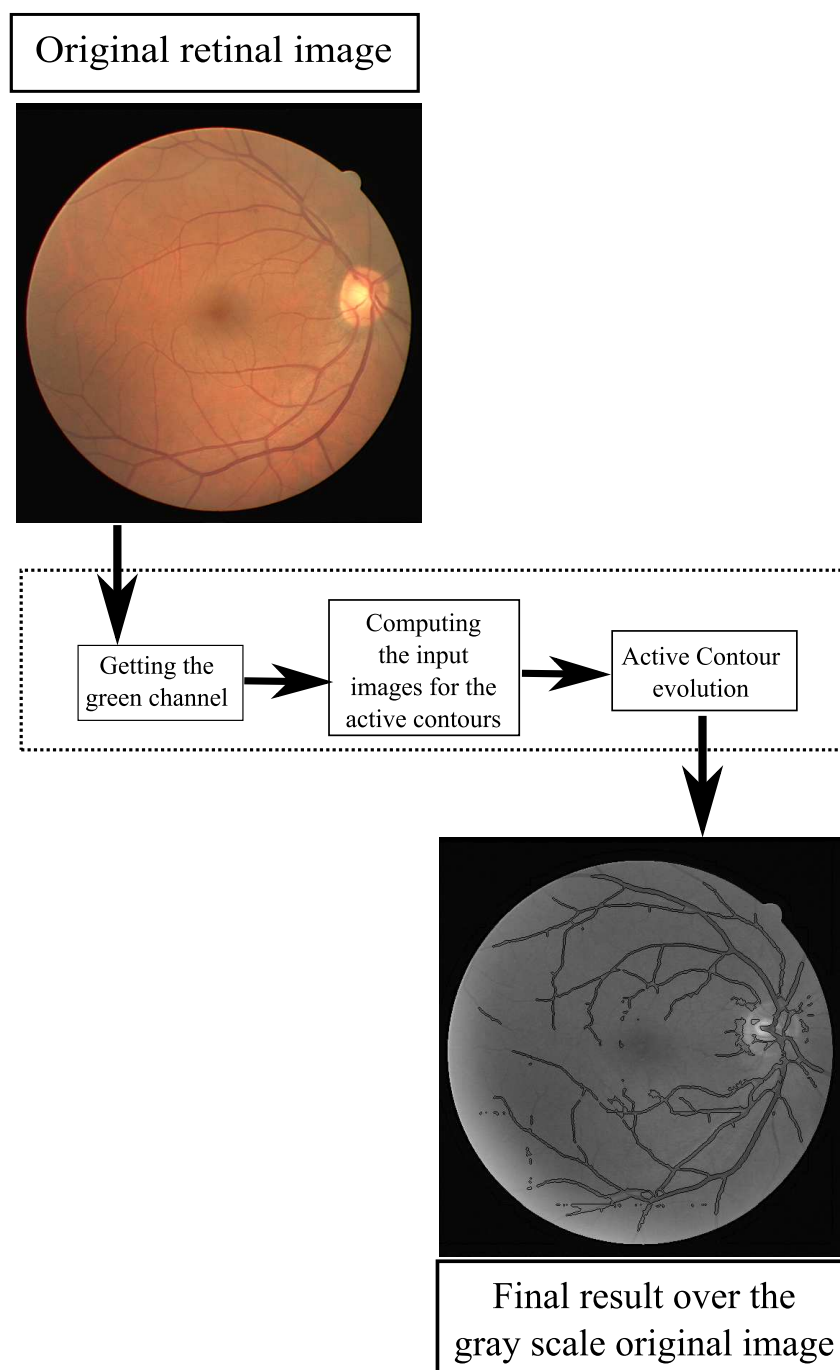 Original retinal image
Getting the
green channel
Computing
the input
images for the
active contours
Active Contour
evolution
Final result over the
gray scale original image